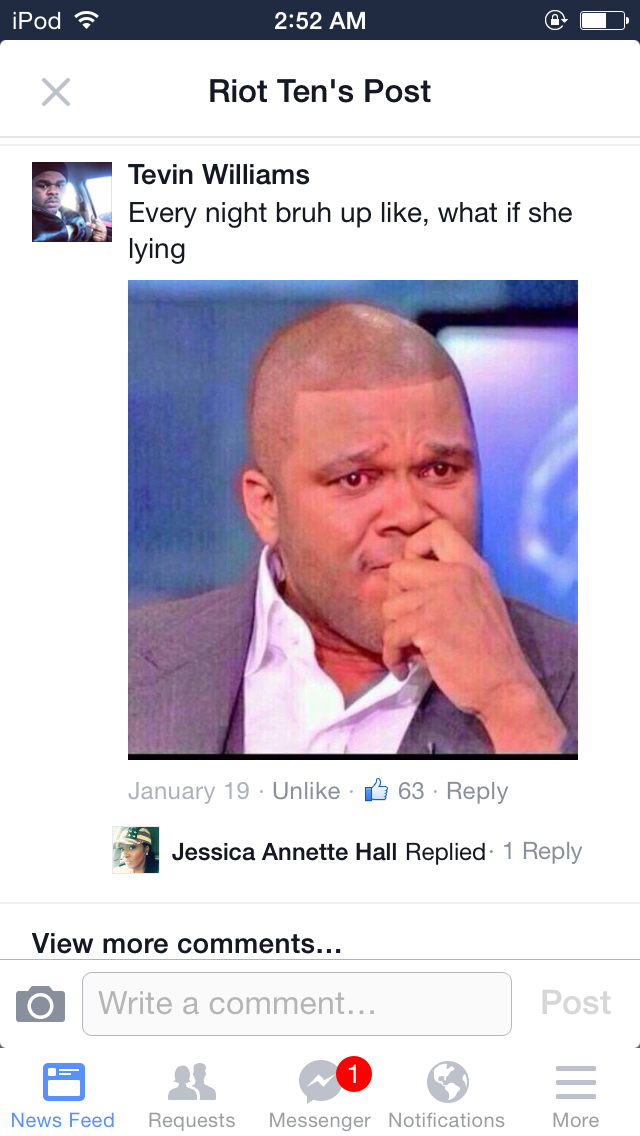 iPod 2:52 AM
Riot Ten's Post
Tevin Williams
Every night bruh up like, what if she
lying
January 19 · Unlike · 63 · Reply
Jessica Annette Hall Replied · 1 Reply
View more comments...
Write a comment... Post
1
News Feed Requests Messenger Notifications More